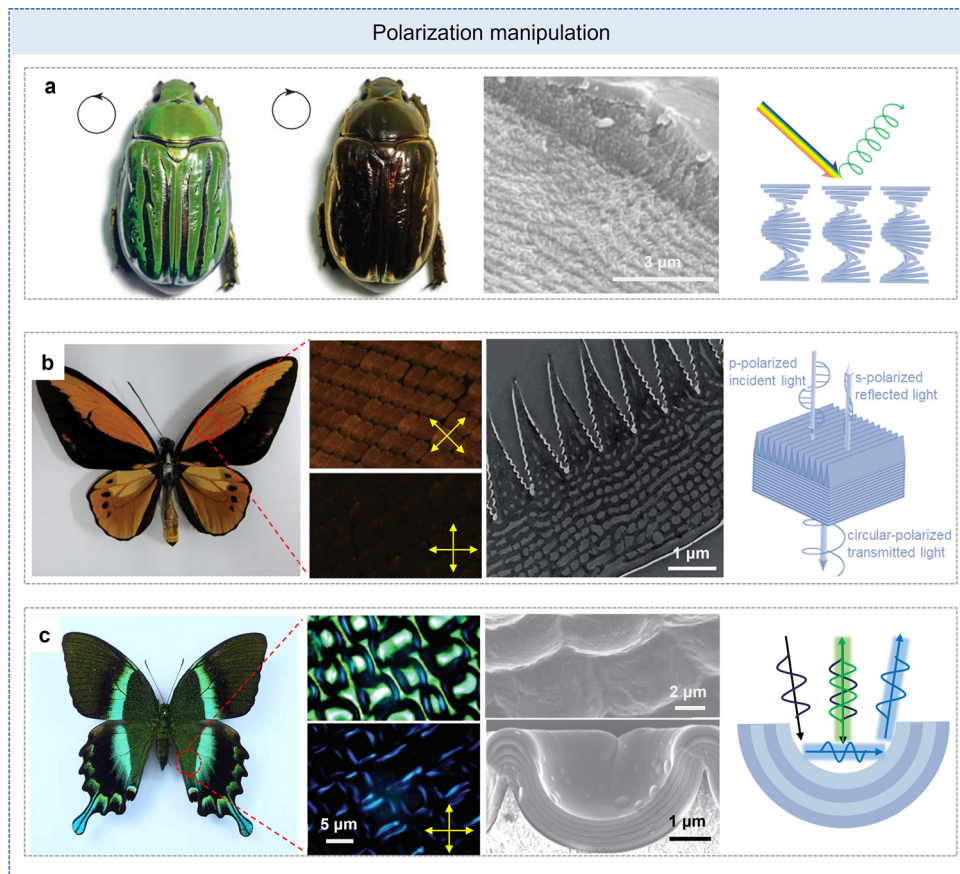 Polarization manipulation
a
3 μm
b
p-polarized
incident light
s-polarized
reflected light
1 μm
circular-polarized
transmitted light
c
2 μm
5 μm
1 μm